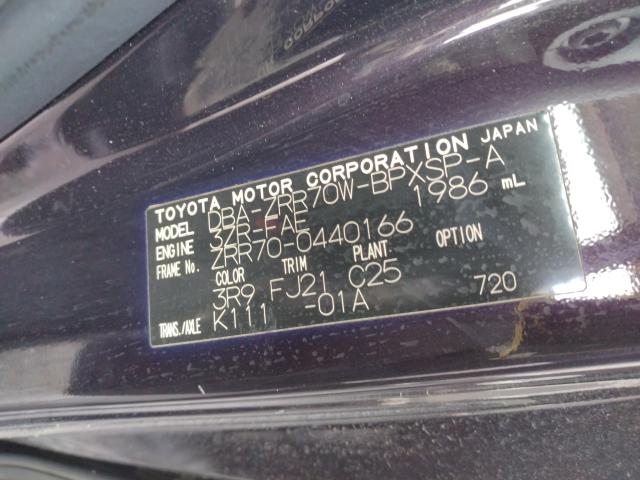 TOYOTA MOTOR CORPORATION JAPAN
MODEL DBA-ZRR70W-BPXSP-A
ENGINE 3ZR-FAE 1986 mL
FRAME No. ZRR70-0440166
COLOR TRIM PLANT OPTION
3R9 FJ21 C25
TRANS./AXLE K111 -01A 720